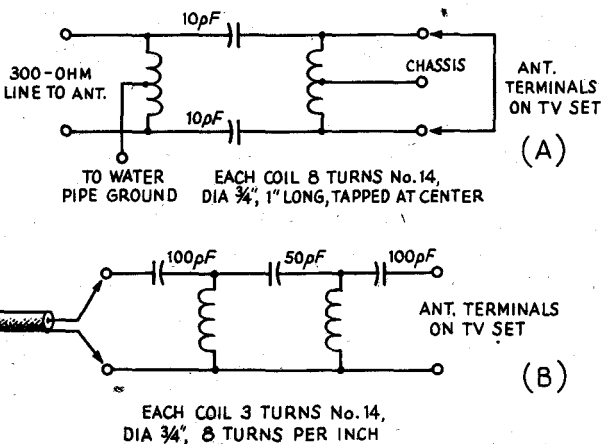 10pF
300-OHM
LINE TO ANT.
CHASSIS
ANT.
TERMINALS
ON TV SET
10pF
(A)
TO WATER
PIPE GROUND
EACH COIL 8 TURNS No.14,
DIA 3/4", 1" LONG, TAPPED AT CENTER
100pF
50pF
100pF
ANT. TERMINALS
ON TV SET
(B)
EACH COIL 3 TURNS No.14,
DIA 3/4", 8 TURNS PER INCH